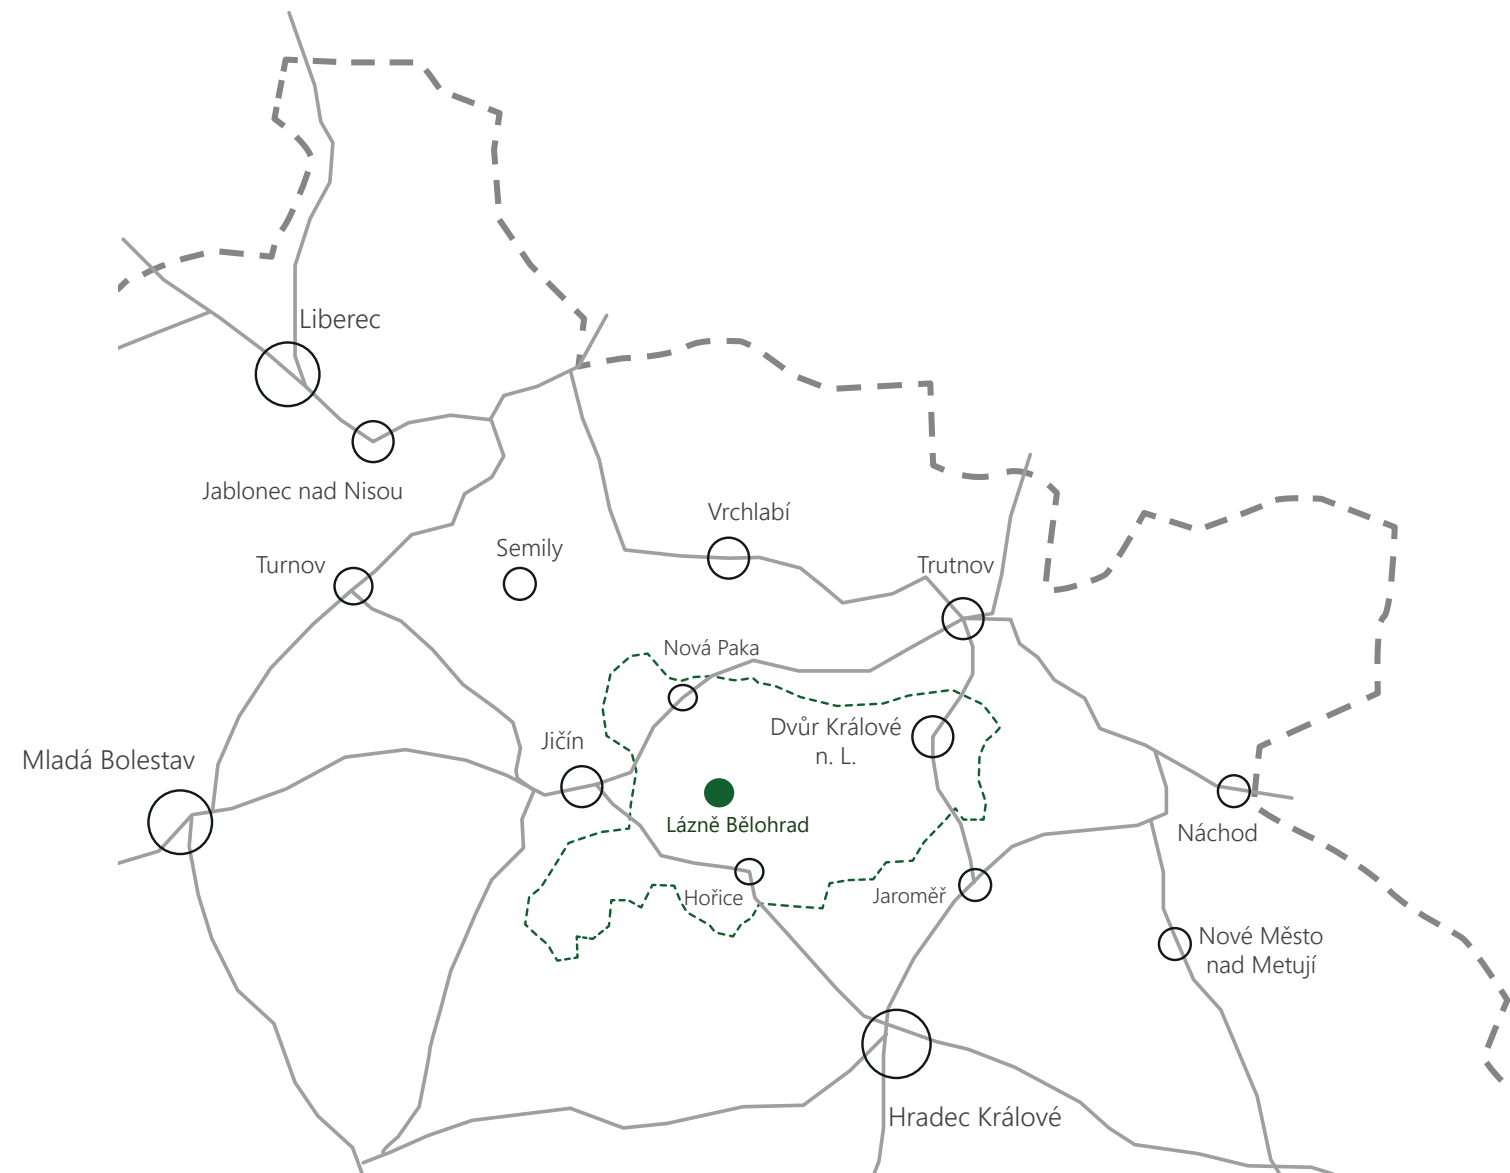 Liberec
Jablonec nad Nisou
Vrchlabí
Semily
Turnov
Trutnov
Nová Paka
Dvůr Králové
n. L.
Jičín
Mladá Bolestav
Lázně Bělohrad
Náchod
Hořice
Jaroměř
Nové Město
nad Metují
Hradec Králové